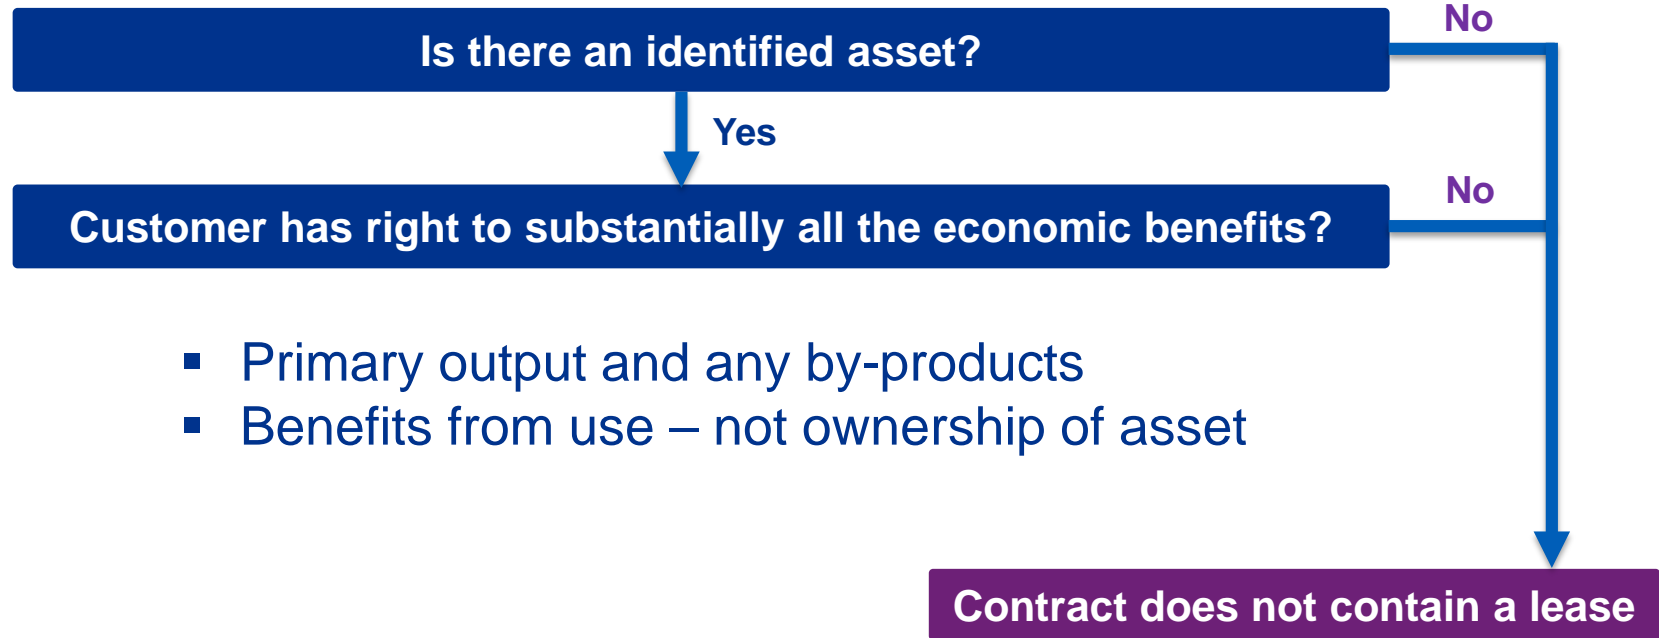 No
Is there an identified asset?
Yes
No
Customer has right to substantially all the economic benefits?
▪ Primary output and any by-products
▪ Benefits from use – not ownership of asset
Contract does not contain a lease